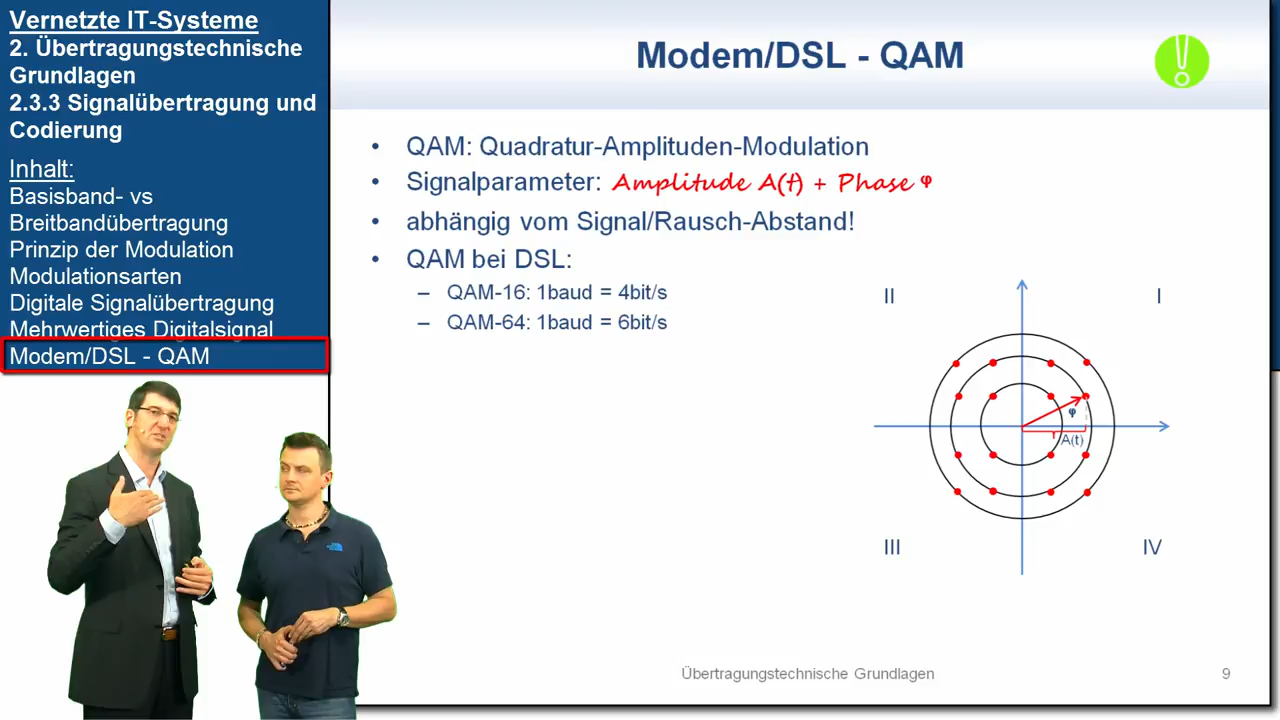 Vernetzte IT-Systeme
2. Übertragungstechnische
Grundlagen
2.3.3 Signalübertragung und
Codierung
Inhalt:
Basisband- vs
Breitbandübertragung
Prinzip der Modulation
Modulationsarten
Digitale Signalübertragung
Mehrwertiges Digitalsignal
Modem/DSL - QAM
Modem/DSL - QAM
• QAM: Quadratur-Amplituden-Modulation
• Signalparameter: Amplitude A(t) + Phase φ
• abhängig vom Signal/Rausch-Abstand!
• QAM bei DSL:
– QAM-16: 1baud = 4bit/s
– QAM-64: 1baud = 6bit/s
II
I
φ
A(t)
III
IV
Übertragungstechnische Grundlagen
9